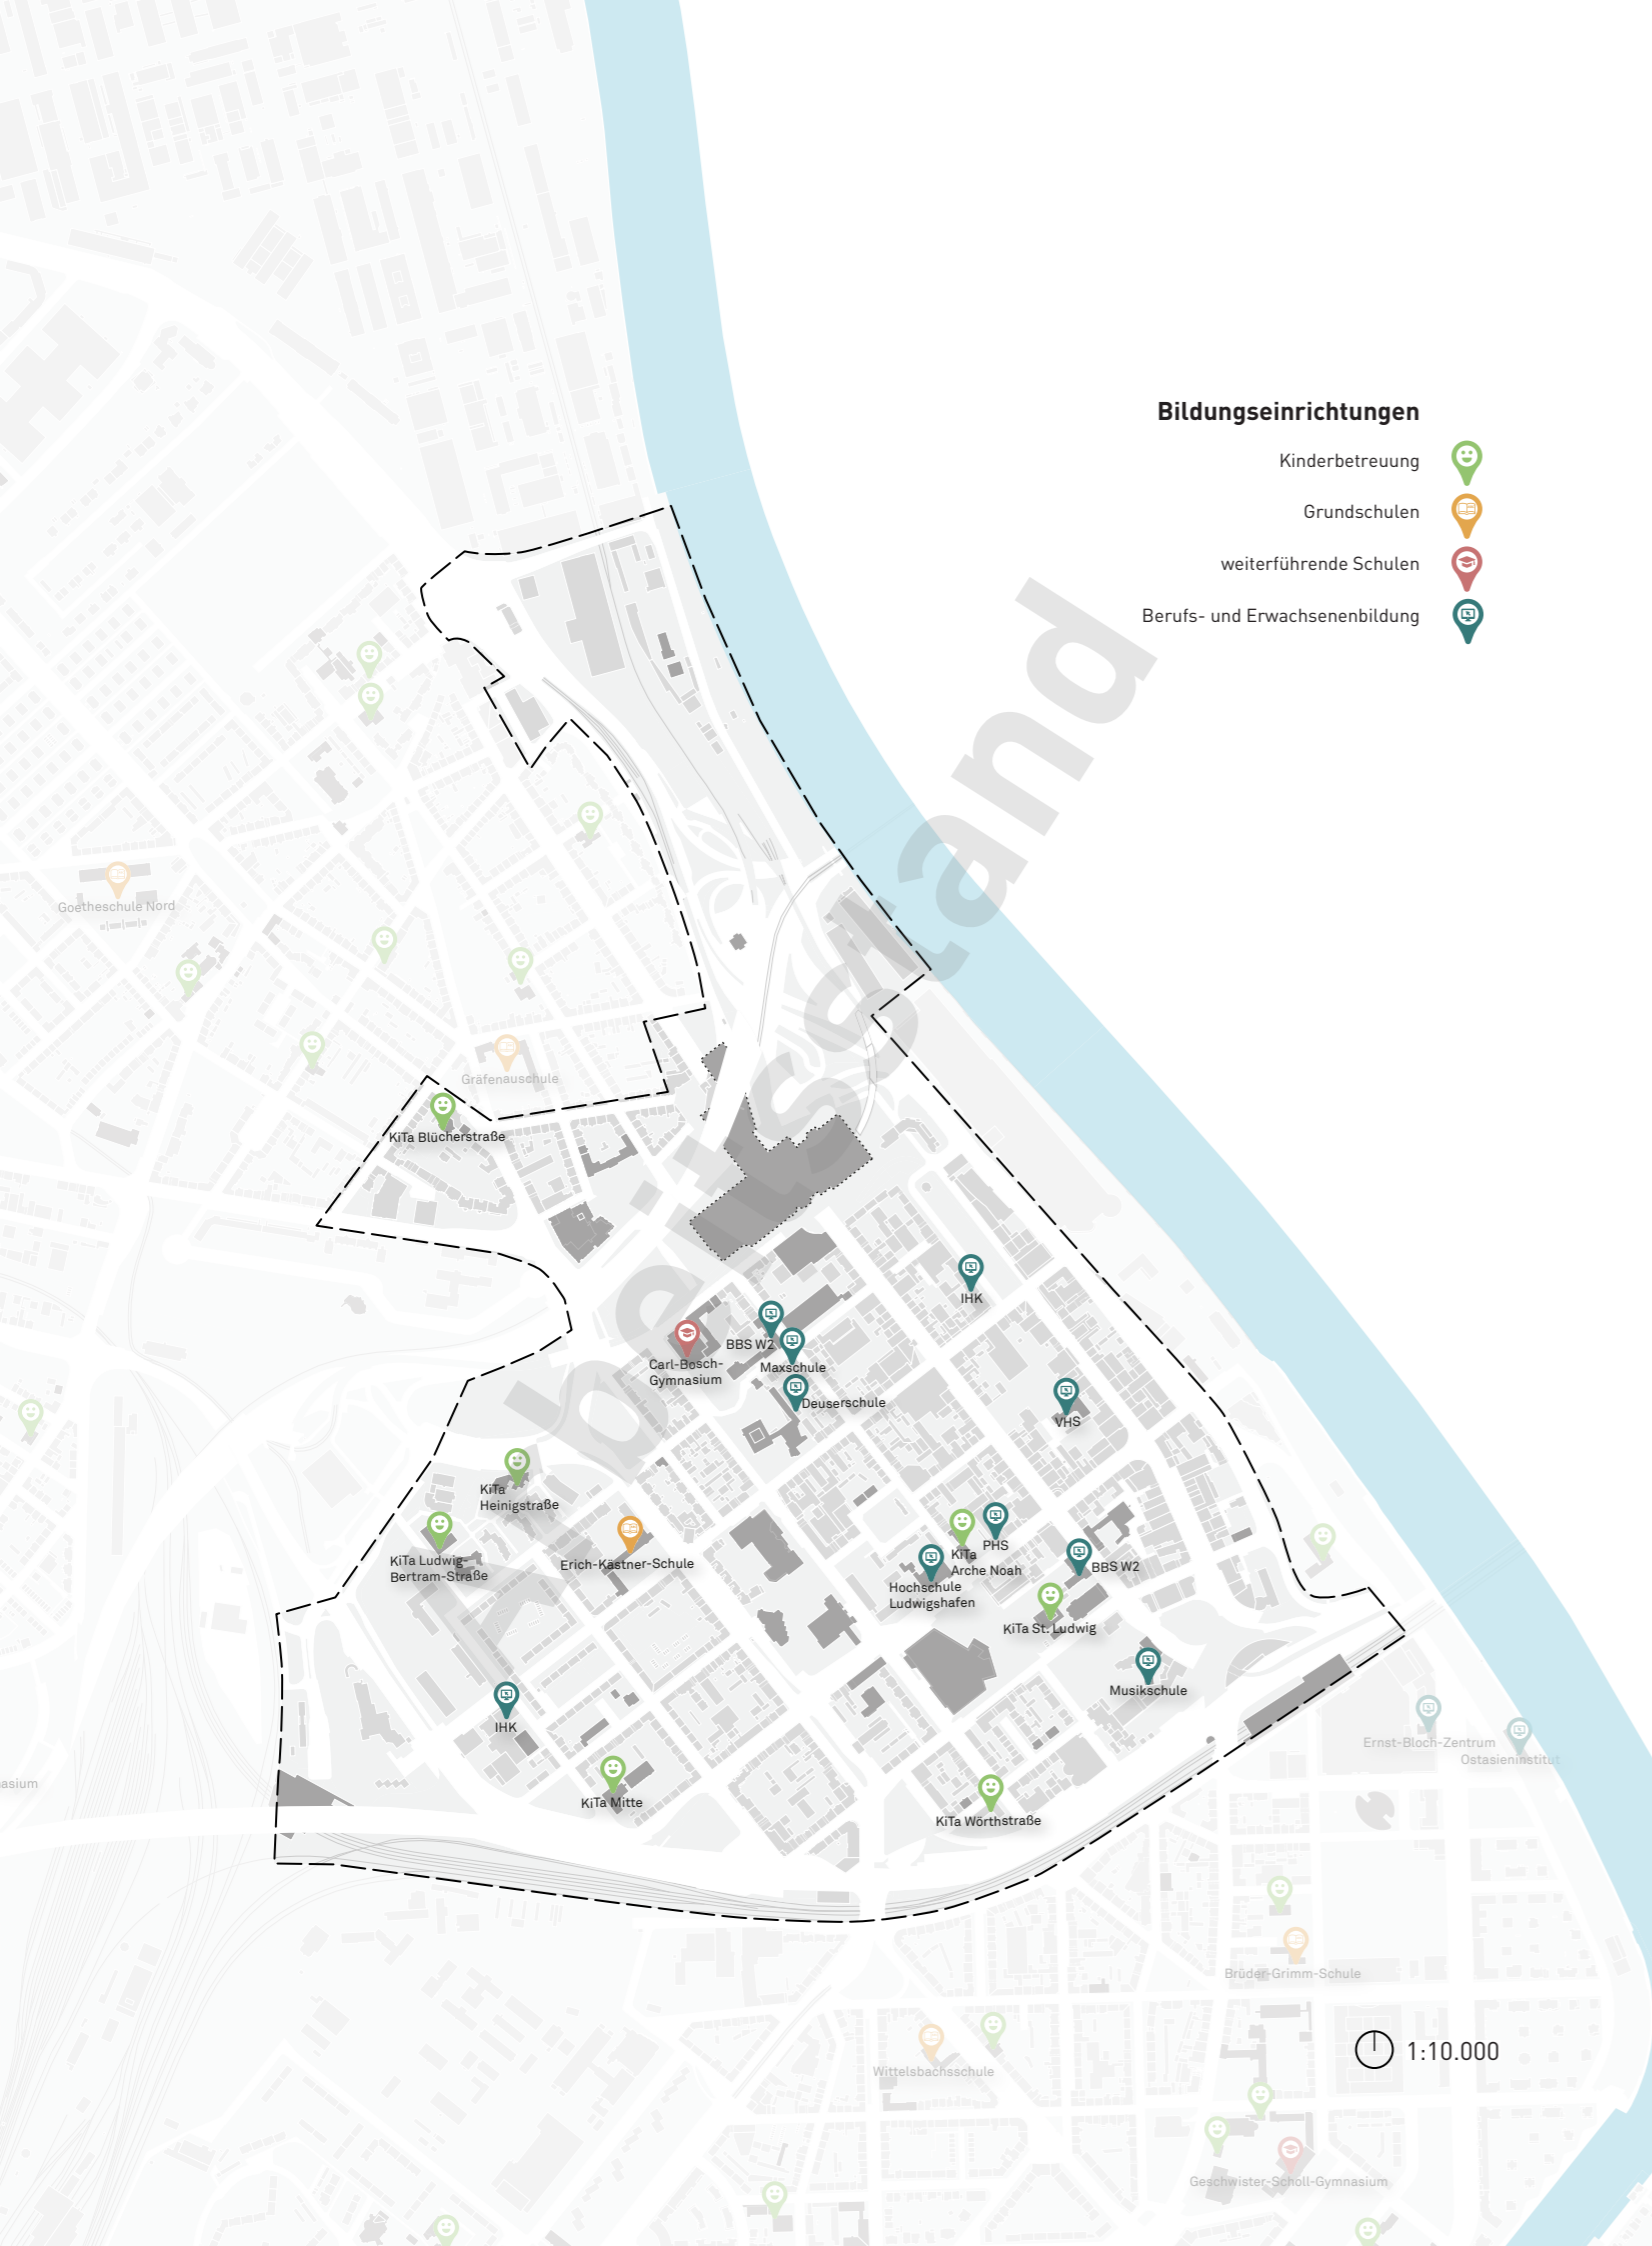 Bildungseinrichtungen
Kinderbetreuung
Grundschulen
weiterführende Schulen
Berufs- und Erwachsenenbildung
Goetheschule Nord
Gräfenauschule
KiTa Blücherstraße
IHK
BBS W2
Carl-Bosch-
Gymnasium
Maxschule
Deuserschule
VHS
KiTa
Heinigstraße
KiTa Ludwig-
Bertram-Straße
Erich-Kästner-Schule
PHS
KiTa
Arche Noah
Hochschule
Ludwigshafen
BBS W2
KiTa St. Ludwig
Musikschule
IHK
Ernst-Bloch-Zentrum
Ostasieninstitut
asium
KiTa Mitte
KiTa Wörthstraße
Brüder-Grimm-Schule
1:10.000
Wittelsbachsschule
Geschwister-Scholl-Gymnasium